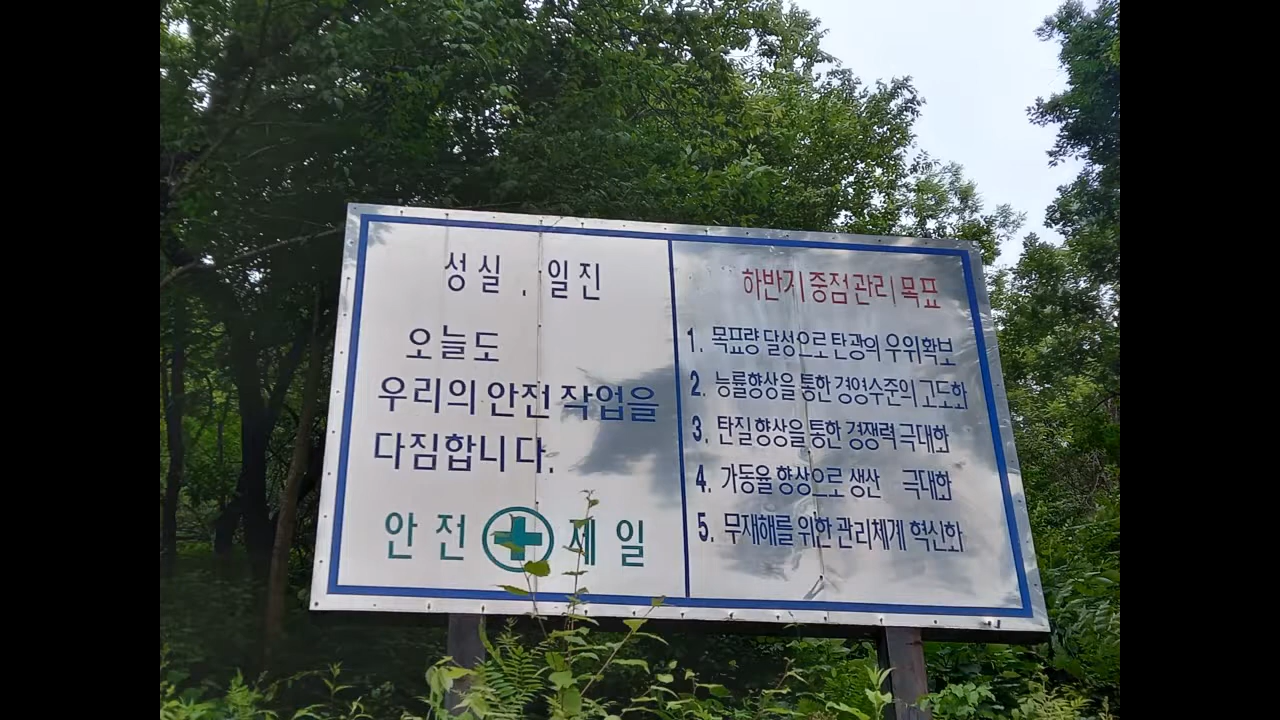 성실 . 일진
오늘도
우리의 안전 작업을
다짐합니다.
안전 제일
하반기 중점관리 목표
1. 목표량 달성으로 탄광의 우위확보
2. 능률향상을 통한 경영수준의 고도화
3. 탄질향상을 통한 경쟁력 극대화
4. 가동율 향상으로 생산 극대화
5. 무재해를 위한 관리체계 혁신화